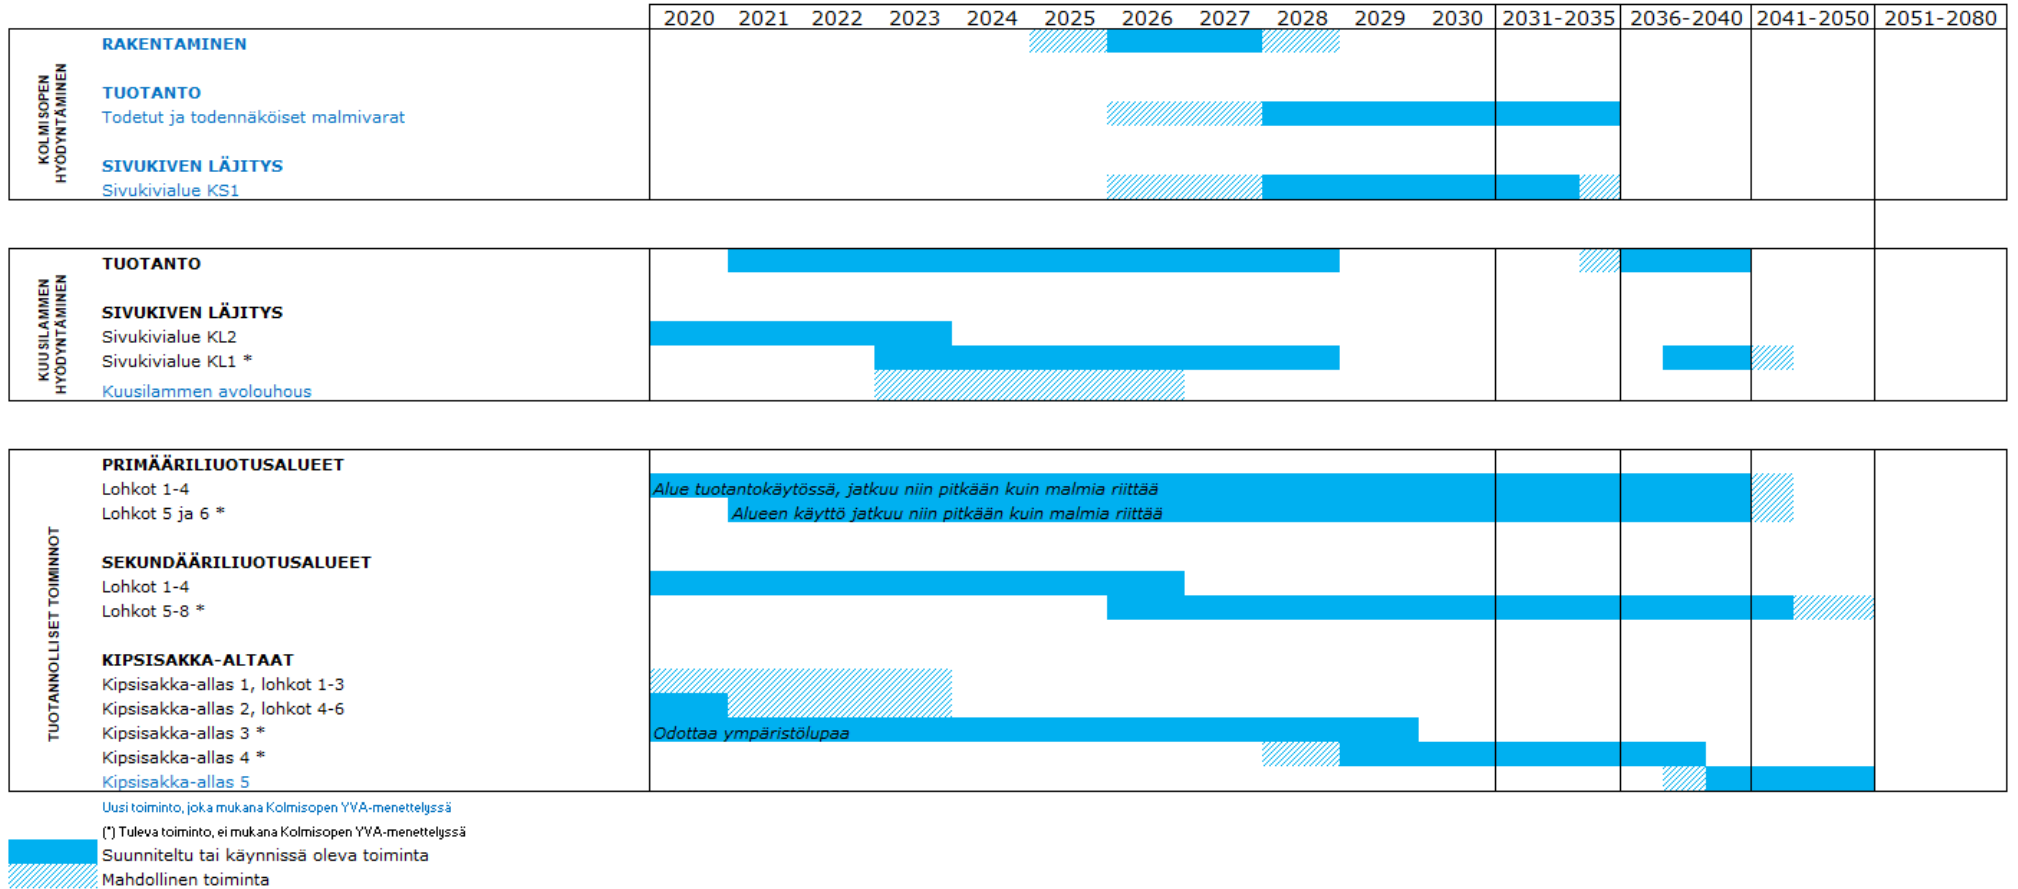 2020 2021 2022 2023 2024 2025 2026 2027 2028 2029 2030 2031-2035 2036-2040 2041-2050 2051-2080
KOLMISOPEN
HYÖDYNTÄMINEN
RAKENTAMINEN
TUOTANTO
Todetut ja todennäköiset malmivarat
SIVUKIVEN LÄJITYS
Sivukivialue KS1
KUUSILAMMEN
HYÖDYNTÄMINEN
TUOTANTO
SIVUKIVEN LÄJITYS
Sivukivialue KL2
Sivukivialue KL1 *
Kuusilammen avolouhous
TUOTANNOLLISET TOIMINNOT
PRIMÄÄRILIUOTUSALUEET
Lohkot 1-4 Alue tuotantokäytössä, jatkuu niin pitkään kuin malmia riittää
Lohkot 5 ja 6 * Alueen käyttö jatkuu niin pitkään kuin malmia riittää
SEKUNDÄÄRILIUOTUSALUEET
Lohkot 1-4
Lohkot 5-8 *
KIPSISAKKA-ALTAAT
Kipsisakka-allas 1, lohkot 1-3
Kipsisakka-allas 2, lohkot 4-6
Kipsisakka-allas 3 * Odottaa ympäristölupaa
Kipsisakka-allas 4 *
Kipsisakka-allas 5
Uusi toiminto, joka mukana Kolmisopen YVA-menettelyssä
(*) Tuleva toiminto, ei mukana Kolmisopen YVA-menettelyssä
Suunniteltu tai käynnissä oleva toiminta
Mahdollinen toiminta